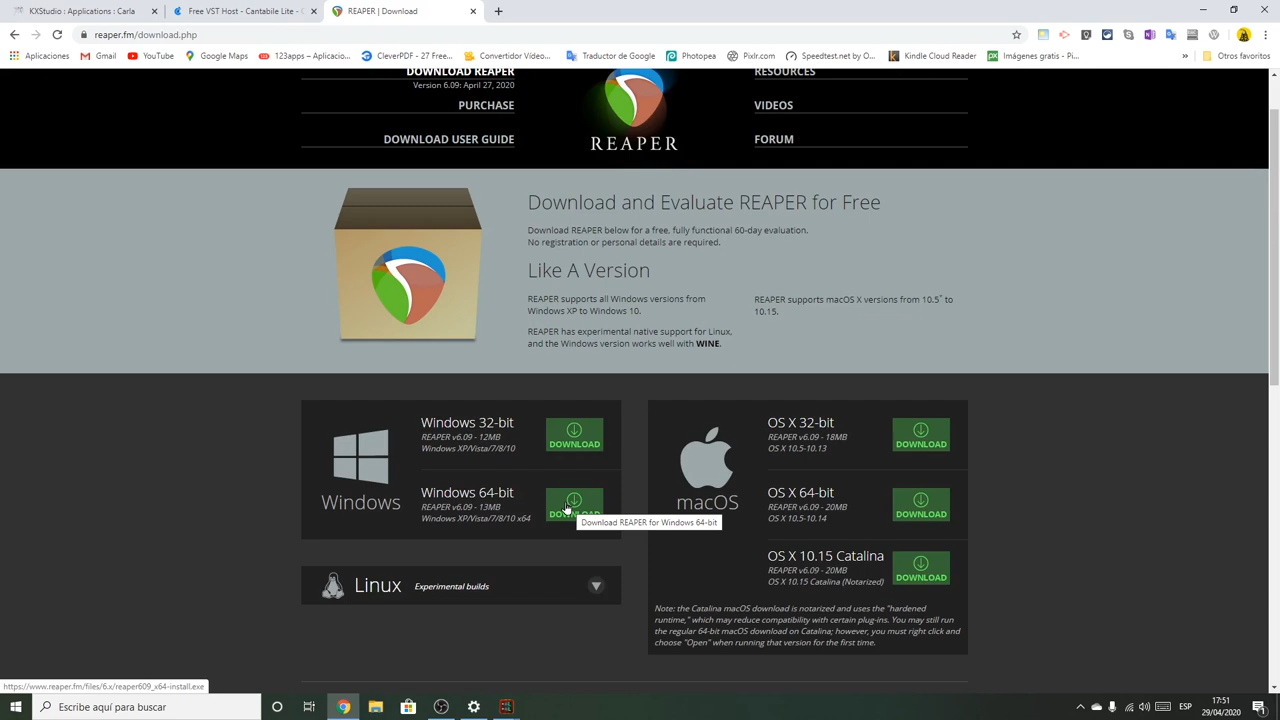 KXStudio : Applications : Carla
Free VST Host - Cantabile Lite - C
REAPER | Download
reaper.fm/download.php
Aplicaciones
Gmail
YouTube
Google Maps
123apps – Aplicacio...
CleverPDF - 27 Free...
Convertidor Vídeo...
Traductor de Google
Photopea
Pixlr.com
Speedtest.net by O...
Kindle Cloud Reader
Imágenes gratis - Pi...
»
Otros favoritos
DOWNLOAD REAPER
Version 6.09: April 27, 2020
PURCHASE
DOWNLOAD USER GUIDE
REAPER
RESOURCES
VIDEOS
FORUM
Download and Evaluate REAPER for Free
Download REAPER below for a free, fully functional 60-day evaluation.
No registration or personal details are required.
Like A Version
REAPER supports all Windows versions from
Windows XP to Windows 10.
REAPER has experimental native support for Linux,
and the Windows version works well with WINE.
REAPER supports macOS X versions from 10.5* to
10.15.
Windows
Windows 32-bit
REAPER v6.09 - 12MB
Windows XP/Vista/7/8/10
DOWNLOAD
Windows 64-bit
REAPER v6.09 - 13MB
Windows XP/Vista/7/8/10 x64
DOWNLOAD
Download REAPER for Windows 64-bit
Linux
Experimental builds
macOS
OS X 32-bit
REAPER v6.09 - 18MB
OS X 10.5-10.13
DOWNLOAD
OS X 64-bit
REAPER v6.09 - 20MB
OS X 10.5-10.14
DOWNLOAD
OS X 10.15 Catalina
REAPER v6.09 - 20MB
OS X 10.15 Catalina (Notarized)
DOWNLOAD
Note: the Catalina macOS download is notarized and uses the "hardened
runtime," which may reduce compatibility with certain plug-ins. You may still run
the regular 64-bit macOS download on Catalina; however, you must right click and
choose "Open" when running that version for the first time.
https://www.reaper.fm/files/6.x/reaper609_x64-install.exe
Escribe aquí para buscar
ESP
17:51
29/04/2020